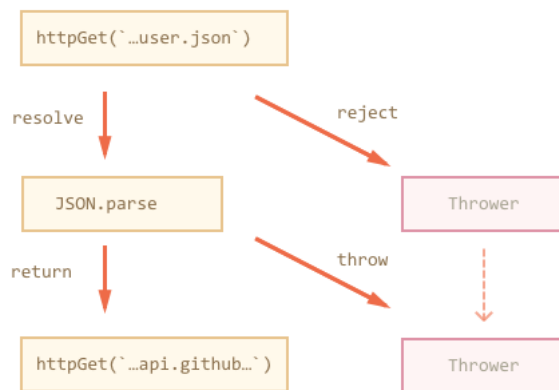 httpGet(`…user.json`)
resolve
reject
JSON.parse
Thrower
return
throw
httpGet(`…api.github…`)
Thrower